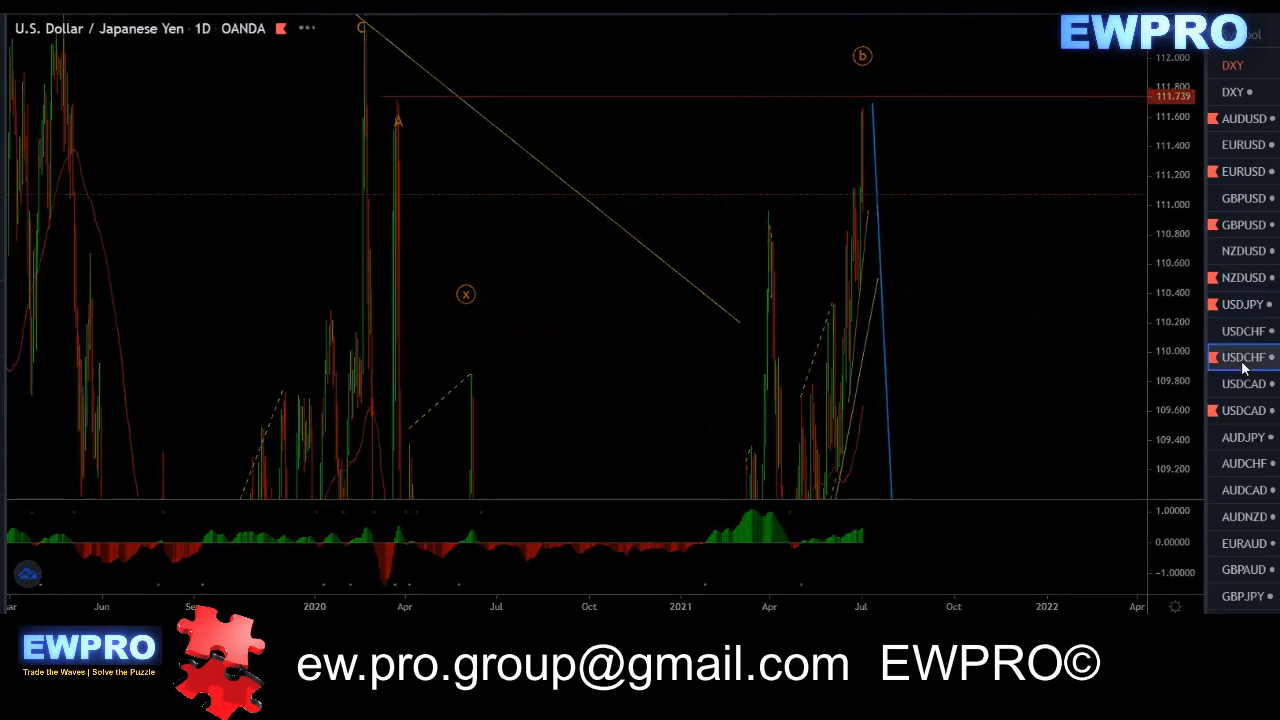 U.S. Dollar / Japanese Yen · 1D · OANDA
EWPRO
C
A
x
b
112.000
111.800
111.739
111.600
111.400
111.200
111.000
110.800
110.600
110.400
110.200
110.000
109.800
109.600
109.400
109.200
1.00000
0.00000
−1.00000
DXY
DXY
AUDUSD
EURUSD
EURUSD
GBPUSD
GBPUSD
NZDUSD
NZDUSD
USDJPY
USDCHF
USDCHF
USDCAD
USDCAD
AUDJPY
AUDCHF
AUDCAD
AUDNZD
EURAUD
GBPAUD
GBPJPY
Jun
2020
Apr
Jul
Oct
2021
Apr
Jul
Oct
2022
Apr
EWPRO
Trade the Waves | Solve the Puzzle
ew.pro.group@gmail.com EWPRO©